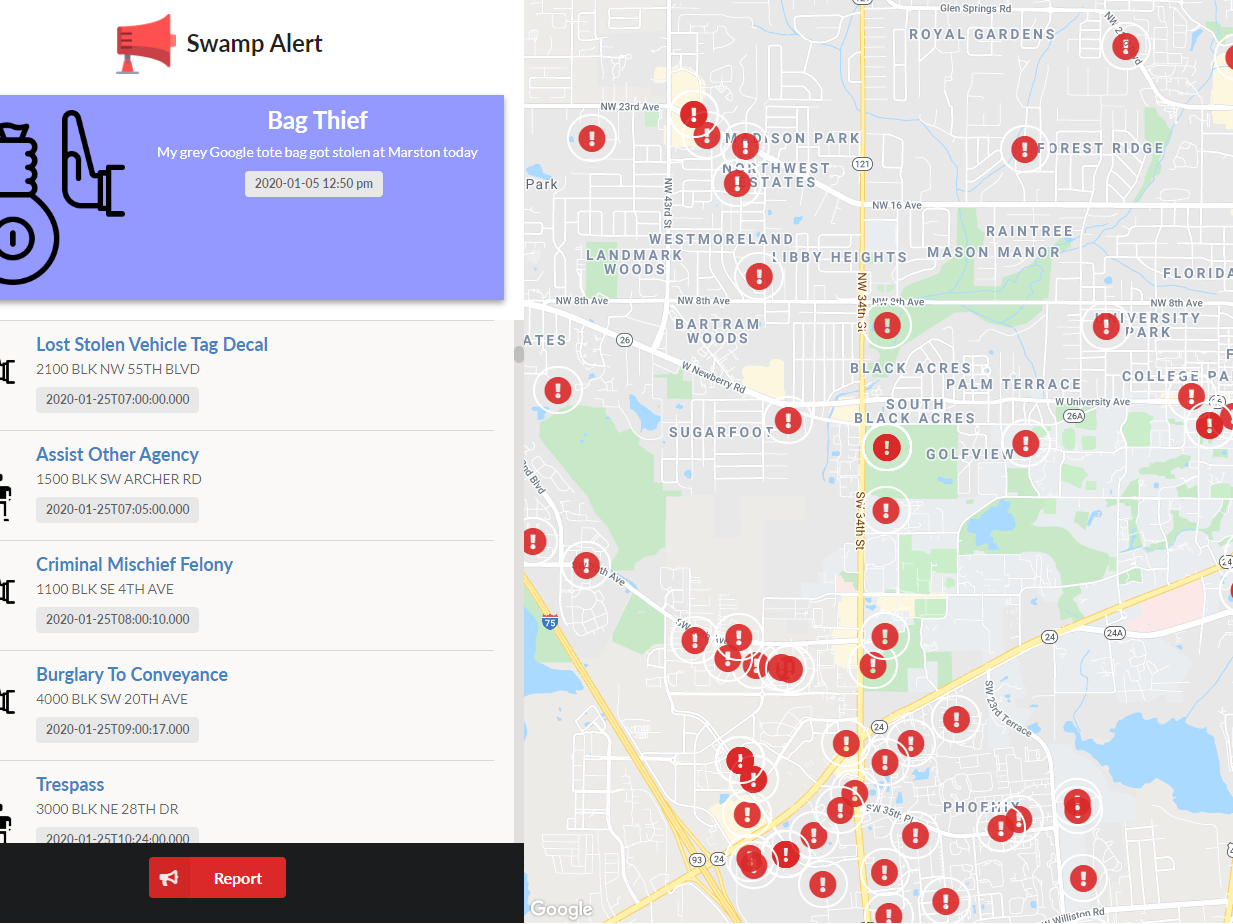 Swamp Alert
Bag Thief
My grey Google tote bag got stolen at Marston today
2020-01-05 12:50 pm
Lost Stolen Vehicle Tag Decal
2100 BLK NW 55TH BLVD
2020-01-25T07:00:00.000
Assist Other Agency
1500 BLK SW ARCHER RD
2020-01-25T07:05:00.000
Criminal Mischief Felony
1100 BLK SE 4TH AVE
2020-01-25T08:00:10.000
Burglary To Conveyance
4000 BLK SW 20TH AVE
2020-01-25T09:00:17.000
Trespass
3000 BLK NE 28TH DR
2020-01-25T10:24:00.000
Report
121
Glen Springs Rd
ROYAL GARDENS
NW 23rd Ave
MADISON PARK
FOREST RIDGE
121
NORTHWEST
ESTATES
Park
NW 43rd St
NW 16 Ave
RAINTREE
WESTMORELAND
MASON MANOR
LANDMARK
WOODS
LIBBY HEIGHTS
FLORIDA
NW 34th St
NW 8th Ave
NW 8th Ave
NW 8th Ave
NW 8th Ave
UNIVERSITY
PARK
BARTRAM
WOODS
26
ATES
W Newberry Rd
BLACK ACRES
COLLEGE PA
PALM TERRACE
W University Ave
SOUTH
BLACK ACRES
26A
SUGARFOOT
GOLFVIEW
2nd Blvd
SW 34th St
24
75
24A
24
SW 23rd Terrace
24
PHOENIX
SW 35th Pl
93
24
W Williston Rd
Google